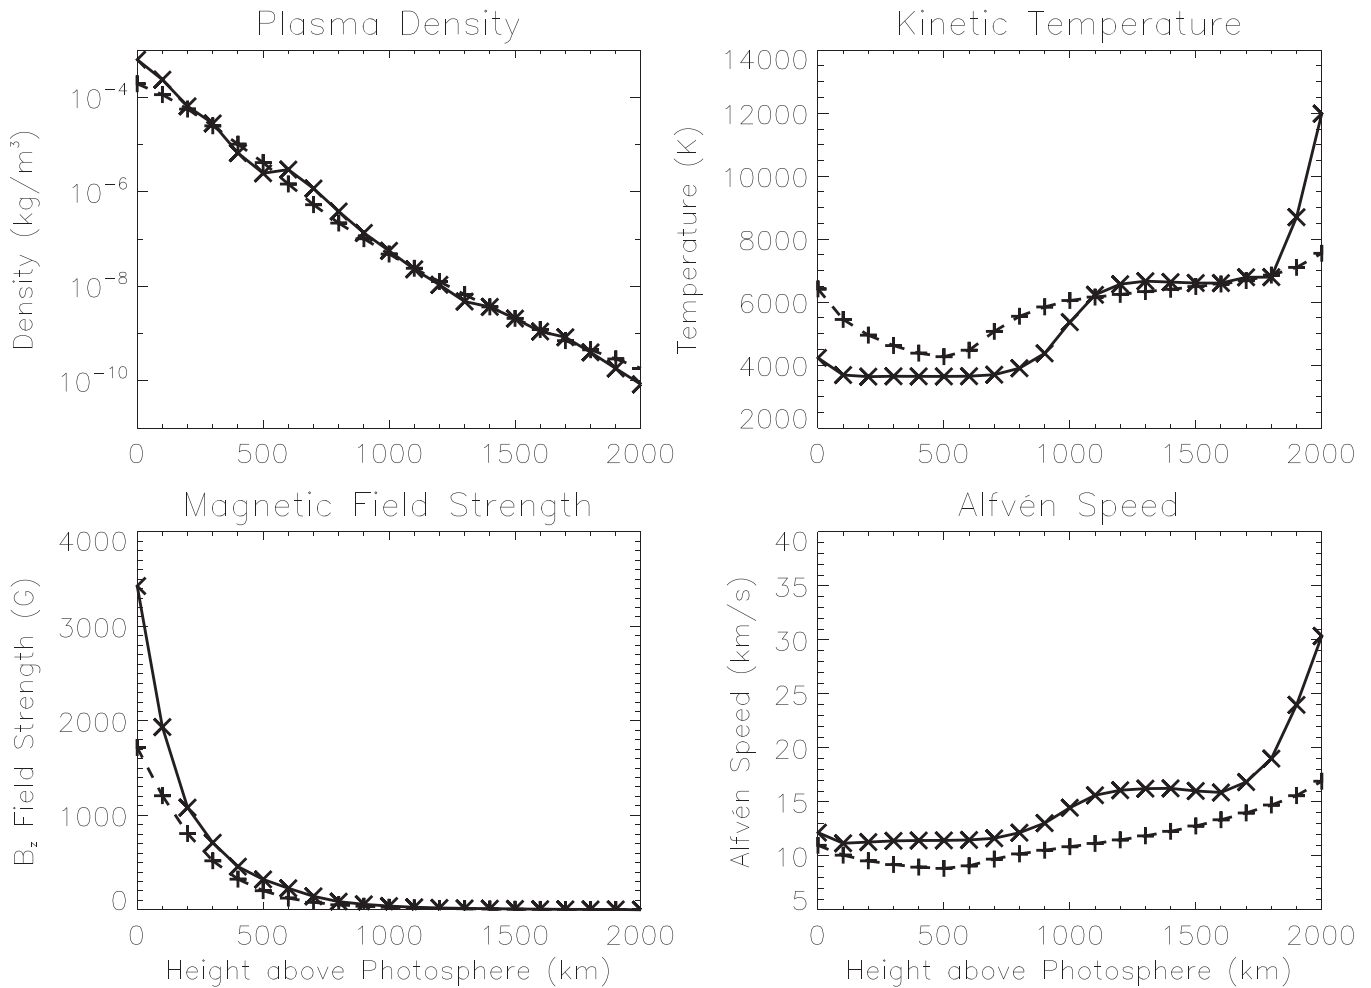 Plasma Density
Density (kg/m³)
10⁻⁴
10⁻⁶
10⁻⁸
10⁻¹⁰
0 500 1000 1500 2000
Kinetic Temperature
Temperature (K)
14000
12000
10000
8000
6000
4000
2000
0 500 1000 1500 2000
Magnetic Field Strength
B_z Field Strength (G)
4000
3000
2000
1000
0
0 500 1000 1500 2000
Height above Photosphere (km)
Alfvén Speed
Alfvén Speed (km/s)
40
35
30
25
20
15
10
5
0 500 1000 1500 2000
Height above Photosphere (km)